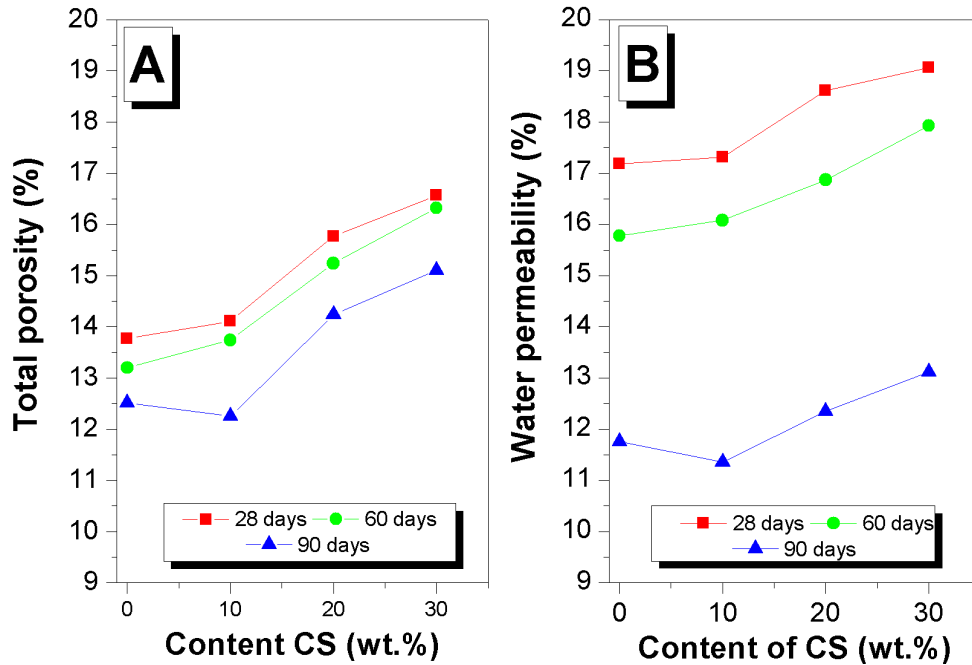 A
Total porosity (%)
20
19
18
17
16
15
14
13
12
11
10
9
28 days 60 days
90 days
0 10 20 30
Content CS (wt.%)
B
Water permeability (%)
20
19
18
17
16
15
14
13
12
11
10
9
28 days 60 days
90 days
0 10 20 30
Content of CS (wt.%)